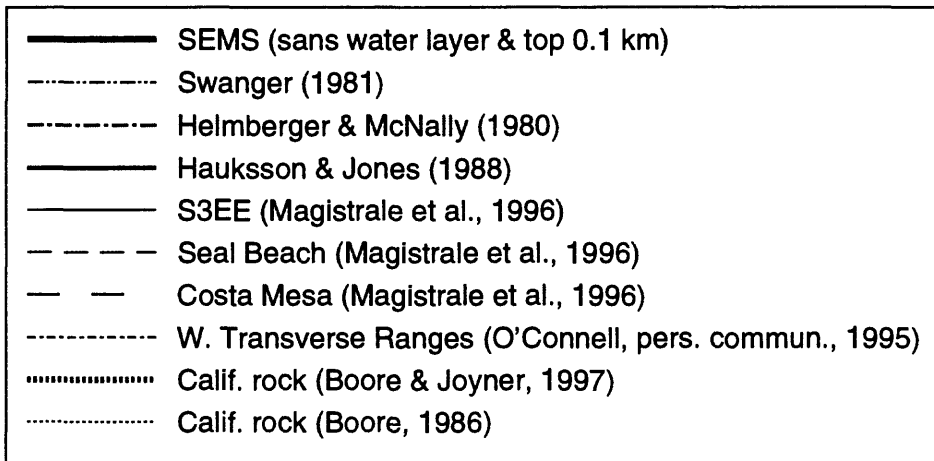 SEMS (sans water layer & top 0.1 km)
Swanger (1981)
Helmberger & McNally (1980)
Hauksson & Jones (1988)
S3EE (Magistrale et al., 1996)
Seal Beach (Magistrale et al., 1996)
Costa Mesa (Magistrale et al., 1996)
W. Transverse Ranges (O'Connell, pers. commun., 1995)
Calif. rock (Boore & Joyner, 1997)
Calif. rock (Boore, 1986)